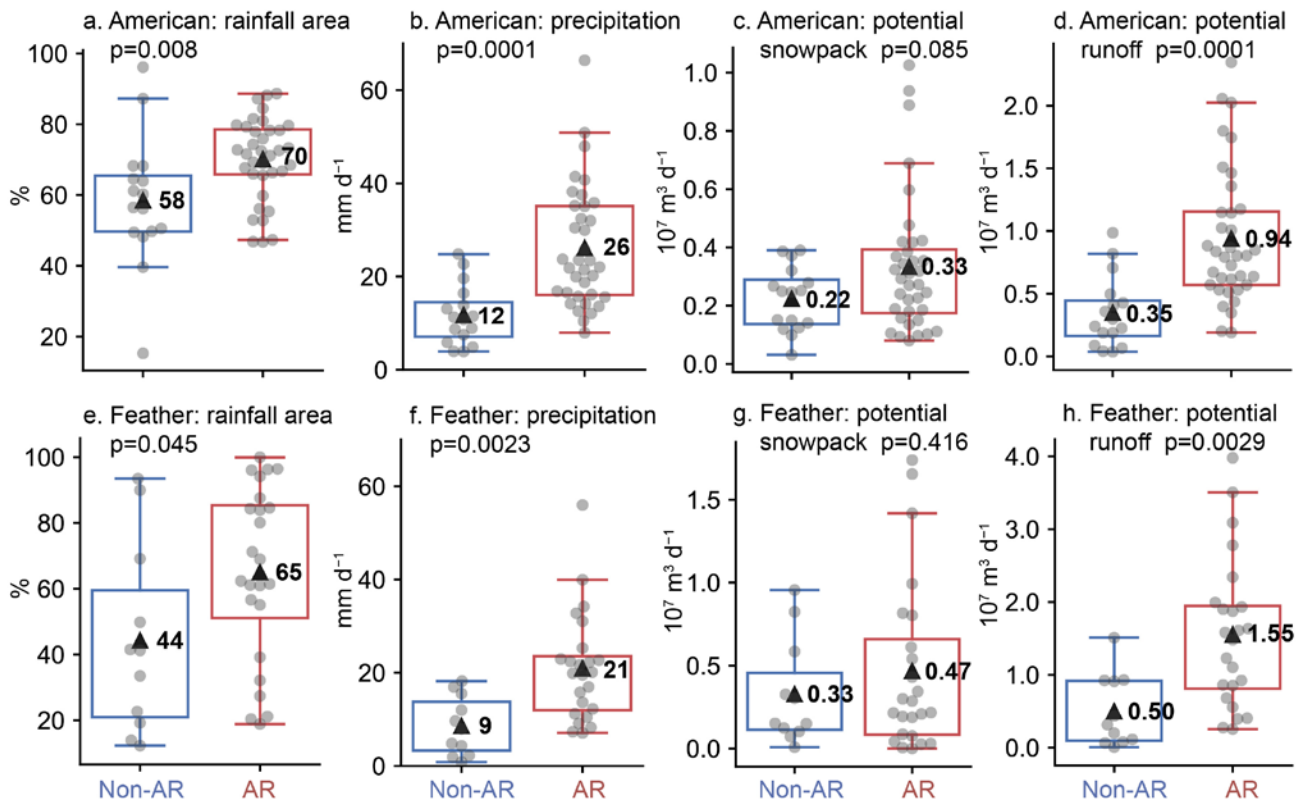 a. American: rainfall area
p=0.008
%
100
80
60
40
20
58
70
b. American: precipitation
p=0.0001
mm d⁻¹
60
40
20
0
12
26
c. American: potential
snowpack p=0.085
10⁷ m³ d⁻¹
1.0
0.8
0.6
0.4
0.2
0.0
0.22
0.33
d. American: potential
runoff p=0.0001
10⁷ m³ d⁻¹
2.0
1.5
1.0
0.5
0.0
0.35
0.94
e. Feather: rainfall area
p=0.045
%
100
80
60
40
20
44
65
Non-AR AR
f. Feather: precipitation
p=0.0023
mm d⁻¹
60
40
20
0
9
21
Non-AR AR
g. Feather: potential
snowpack p=0.416
10⁷ m³ d⁻¹
1.5
1.0
0.5
0.0
0.33
0.47
Non-AR AR
h. Feather: potential
runoff p=0.0029
10⁷ m³ d⁻¹
4.0
3.0
2.0
1.0
0.0
0.50
1.55
Non-AR AR